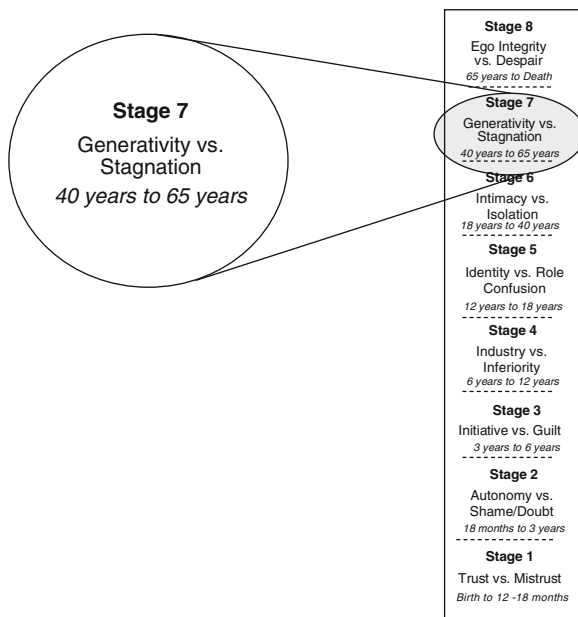 Stage 7
Generativity vs.
Stagnation
40 years to 65 years
Stage 8
Ego Integrity
vs. Despair
65 years to Death
Stage 7
Generativity vs.
Stagnation
40 years to 65 years
Stage 6
Intimacy vs.
Isolation
18 years to 40 years
Stage 5
Identity vs. Role
Confusion
12 years to 18 years
Stage 4
Industry vs.
Inferiority
6 years to 12 years
Stage 3
Initiative vs. Guilt
3 years to 6 years
Stage 2
Autonomy vs.
Shame/Doubt
18 months to 3 years
Stage 1
Trust vs. Mistrust
Birth to 12 -18 months